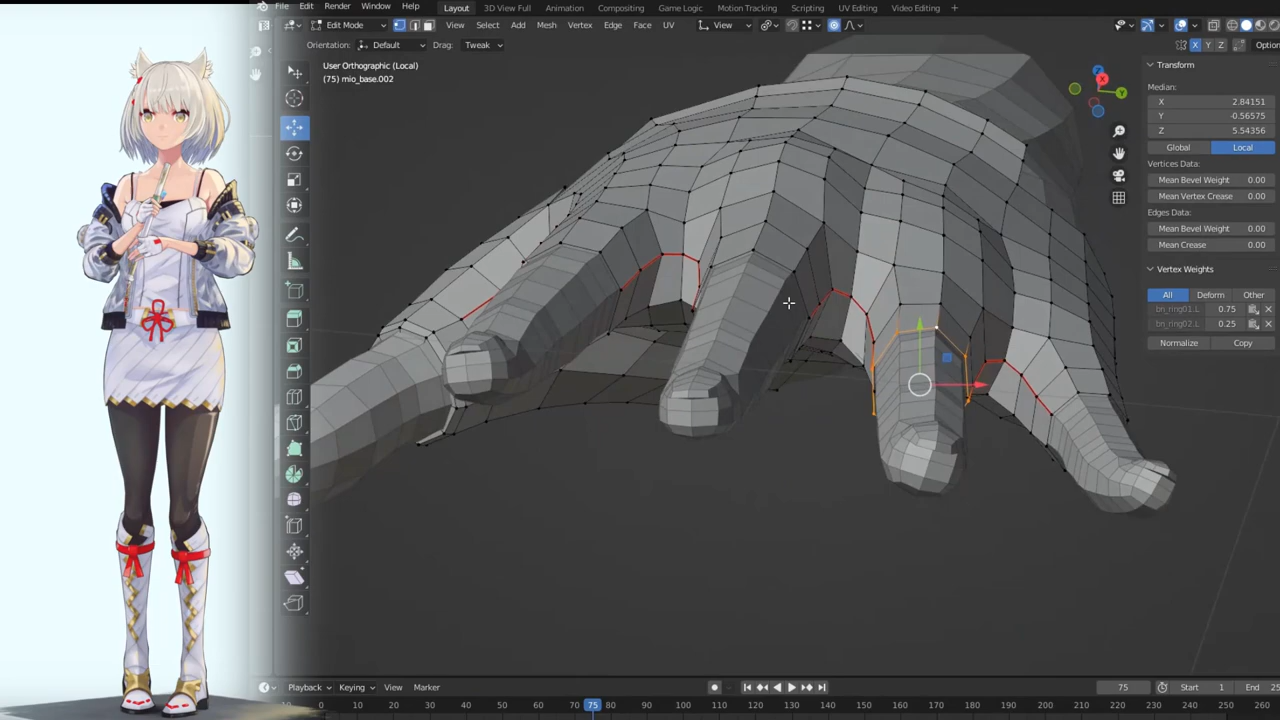 File Edit Render Window Help Layout 3D View Full Animation Compositing Game Logic Motion Tracking Scripting UV Editing Video Editing +
Edit Mode View Select Add Mesh Vertex Edge Face UV View
Orientation: Default Drag: Tweak X Y Z
User Orthographic (Local)
(75) mio_base.002
X
Y
Z
Transform
Median:
X 2.84151
Y -0.56575
Z 5.54356
Global Local
Vertices Data:
Mean Bevel Weight 0.00
Mean Vertex Crease 0.00
Edges Data:
Mean Bevel Weight 0.00
Mean Crease 0.00
Vertex Weights
All Deform Other
bn_ring01.L 0.75
bn_ring02.L 0.25
Normalize Copy
Playback Keying View Marker 75 Start 1 End
0 10 20 30 40 50 60 70 75 80 90 100 110 120 130 140 150 160 170 180 190 200 210 220 230